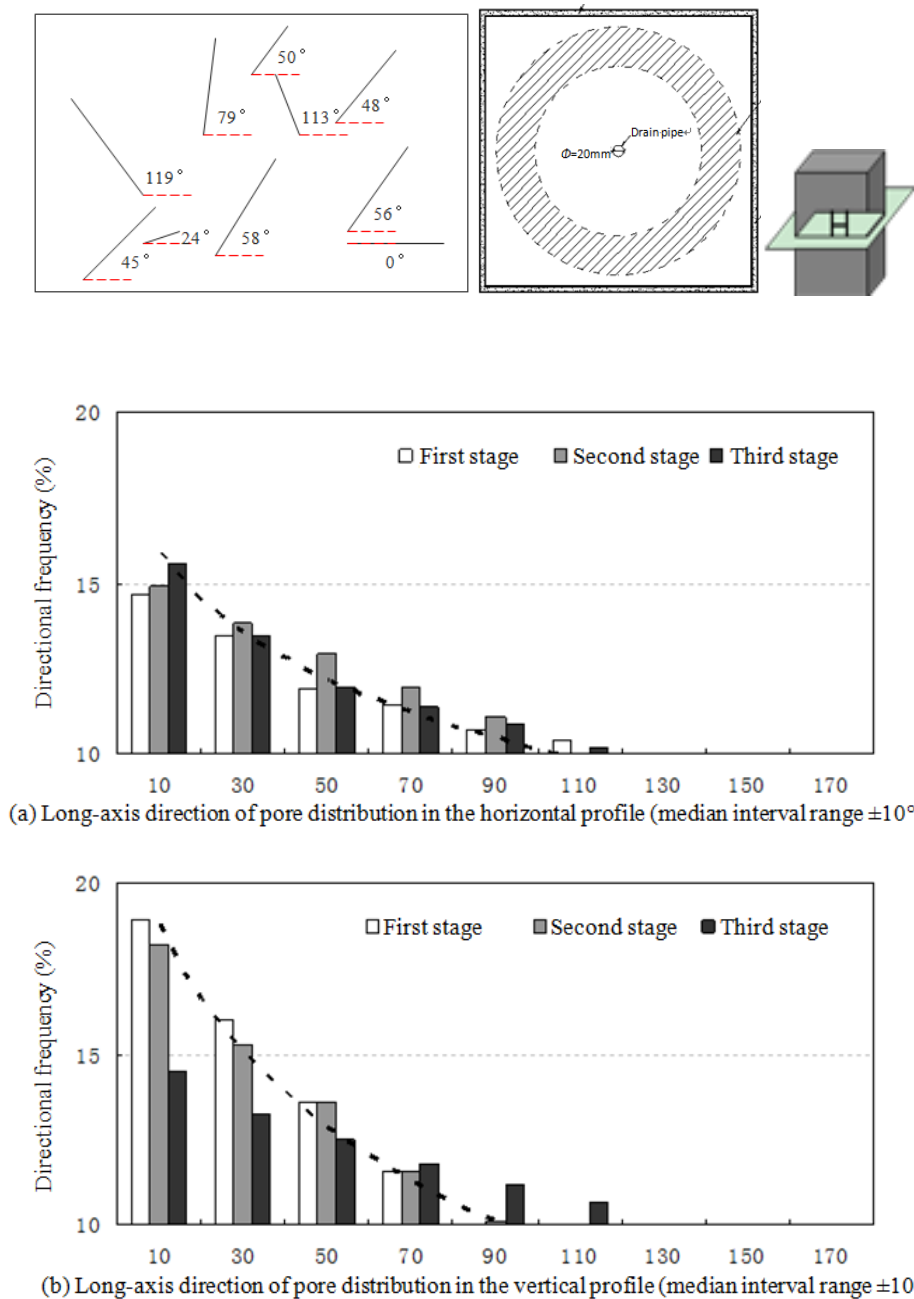 50°
79°
113°
48°
119°
24°
45°
58°
56°
0°
Drain·pipe↵
Φ=20mm
20
15
10
Directional frequency (%)
First stage
Second stage
Third stage
10 30 50 70 90 110 130 150 170
(a) Long-axis direction of pore distribution in the horizontal profile (median interval range ±10°
20
15
10
Directional frequency (%)
First stage
Second stage
Third stage
10 30 50 70 90 110 130 150 170
(b) Long-axis direction of pore distribution in the vertical profile (median interval range ±10